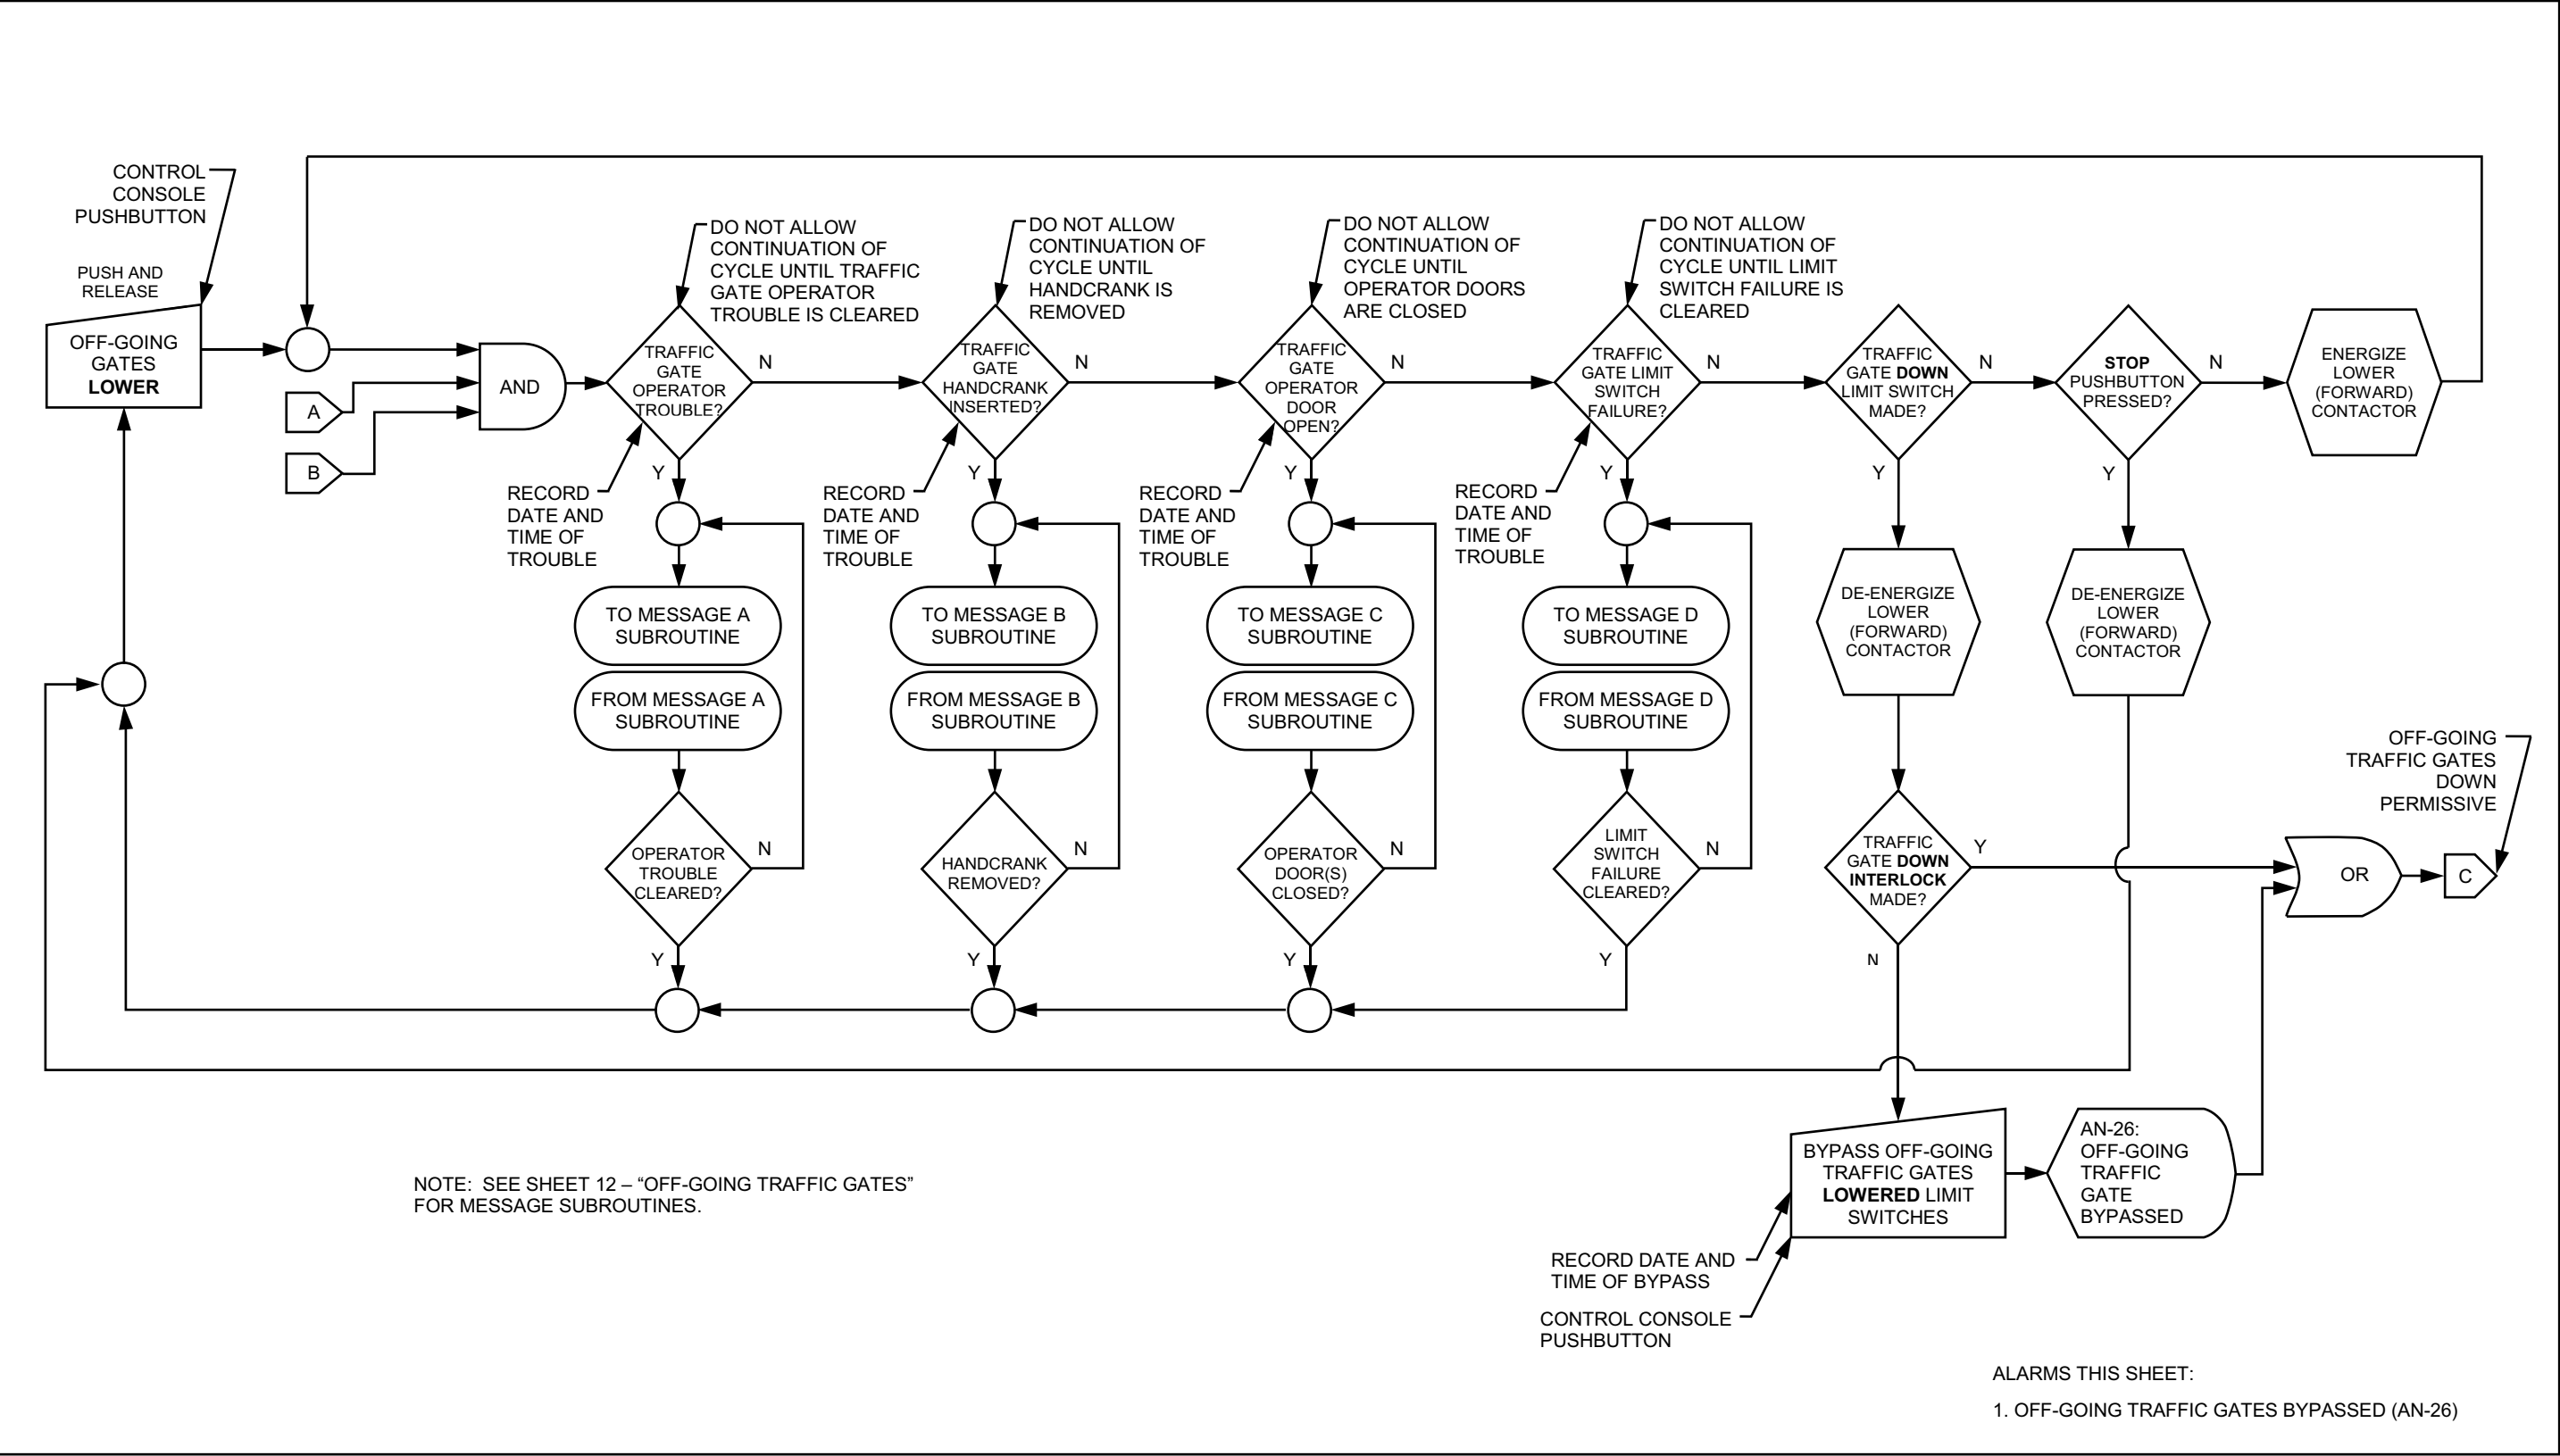 CONTROL
CONSOLE
PUSHBUTTON
PUSH AND
RELEASE
OFF-GOING
GATES
LOWER
A
B
AND
DO NOT ALLOW
CONTINUATION OF
CYCLE UNTIL TRAFFIC
GATE OPERATOR
TROUBLE IS CLEARED
TRAFFIC
GATE
OPERATOR
TROUBLE?
N
Y
RECORD
DATE AND
TIME OF
TROUBLE
TO MESSAGE A
SUBROUTINE
FROM MESSAGE A
SUBROUTINE
OPERATOR
TROUBLE
CLEARED?
N
Y
DO NOT ALLOW
CONTINUATION OF
CYCLE UNTIL
HANDCRANK IS
REMOVED
TRAFFIC
GATE
HANDCRANK
INSERTED?
N
Y
RECORD
DATE AND
TIME OF
TROUBLE
TO MESSAGE B
SUBROUTINE
FROM MESSAGE B
SUBROUTINE
HANDCRANK
REMOVED?
N
Y
DO NOT ALLOW
CONTINUATION OF
CYCLE UNTIL
OPERATOR DOORS
ARE CLOSED
TRAFFIC
GATE
OPERATOR
DOOR
OPEN?
N
Y
RECORD
DATE AND
TIME OF
TROUBLE
TO MESSAGE C
SUBROUTINE
FROM MESSAGE C
SUBROUTINE
OPERATOR
DOOR(S)
CLOSED?
N
Y
DO NOT ALLOW
CONTINUATION OF
CYCLE UNTIL LIMIT
SWITCH FAILURE IS
CLEARED
TRAFFIC
GATE LIMIT
SWITCH
FAILURE?
N
Y
RECORD
DATE AND
TIME OF
TROUBLE
TO MESSAGE D
SUBROUTINE
FROM MESSAGE D
SUBROUTINE
LIMIT
SWITCH
FAILURE
CLEARED?
N
Y
TRAFFIC
GATE DOWN
LIMIT SWITCH
MADE?
N
Y
DE-ENERGIZE
LOWER
(FORWARD)
CONTACTOR
TRAFFIC
GATE DOWN
INTERLOCK
MADE?
Y
N
STOP
PUSHBUTTON
PRESSED?
N
Y
DE-ENERGIZE
LOWER
(FORWARD)
CONTACTOR
ENERGIZE
LOWER
(FORWARD)
CONTACTOR
OFF-GOING
TRAFFIC GATES
DOWN
PERMISSIVE
OR
C
BYPASS OFF-GOING
TRAFFIC GATES
LOWERED LIMIT
SWITCHES
AN-26:
OFF-GOING
TRAFFIC
GATE
BYPASSED
RECORD DATE AND
TIME OF BYPASS
CONTROL CONSOLE
PUSHBUTTON
NOTE: SEE SHEET 12 – “OFF-GOING TRAFFIC GATES”
FOR MESSAGE SUBROUTINES.
ALARMS THIS SHEET:
1. OFF-GOING TRAFFIC GATES BYPASSED (AN-26)